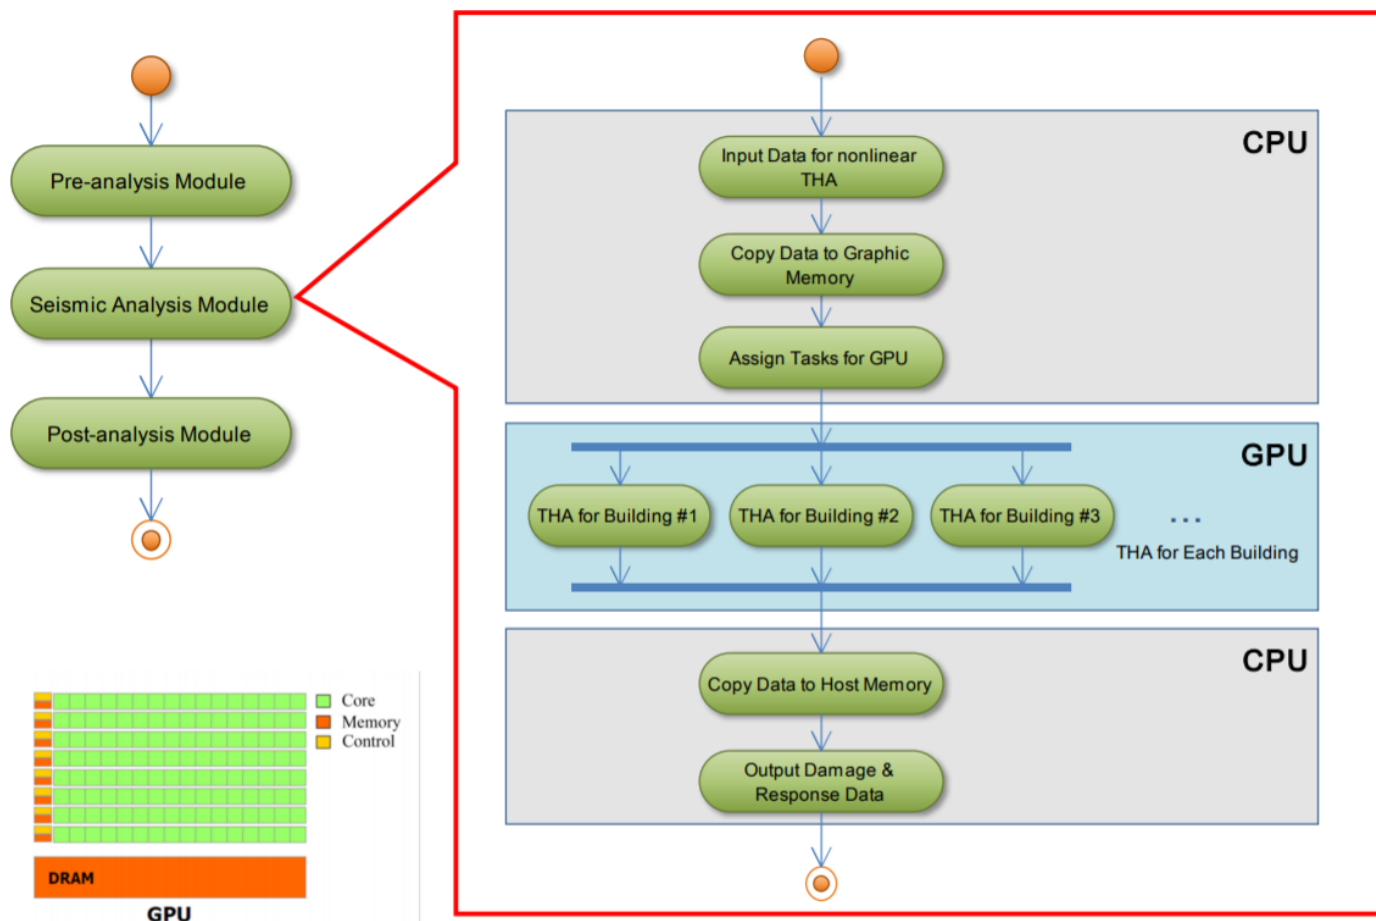 Pre-analysis Module
Seismic Analysis Module
Post-analysis Module
CPU
Input Data for nonlinear
THA
Copy Data to Graphic
Memory
Assign Tasks for GPU
GPU
THA for Building #1
THA for Building #2
THA for Building #3
...
THA for Each Building
CPU
Copy Data to Host Memory
Output Damage &
Response Data
Core
Memory
Control
DRAM
GPU